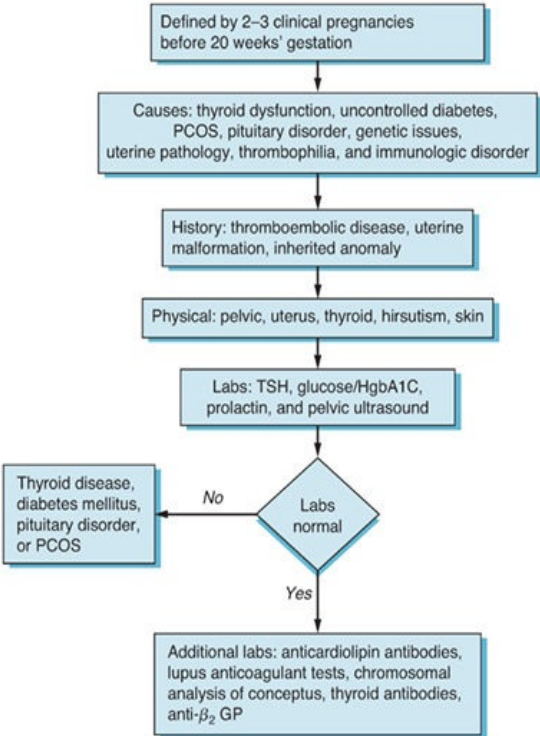 Defined by 2–3 clinical pregnancies
before 20 weeks' gestation
Causes: thyroid dysfunction, uncontrolled diabetes,
PCOS, pituitary disorder, genetic issues,
uterine pathology, thrombophilia, and immunologic disorder
History: thromboembolic disease, uterine
malformation, inherited anomaly
Physical: pelvic, uterus, thyroid, hirsutism, skin
Labs: TSH, glucose/HgbA1C,
prolactin, and pelvic ultrasound
Labs
normal
No
Thyroid disease,
diabetes mellitus,
pituitary disorder,
or PCOS
Yes
Additional labs: anticardiolipin antibodies,
lupus anticoagulant tests, chromosomal
analysis of conceptus, thyroid antibodies,
anti-β₂ GP